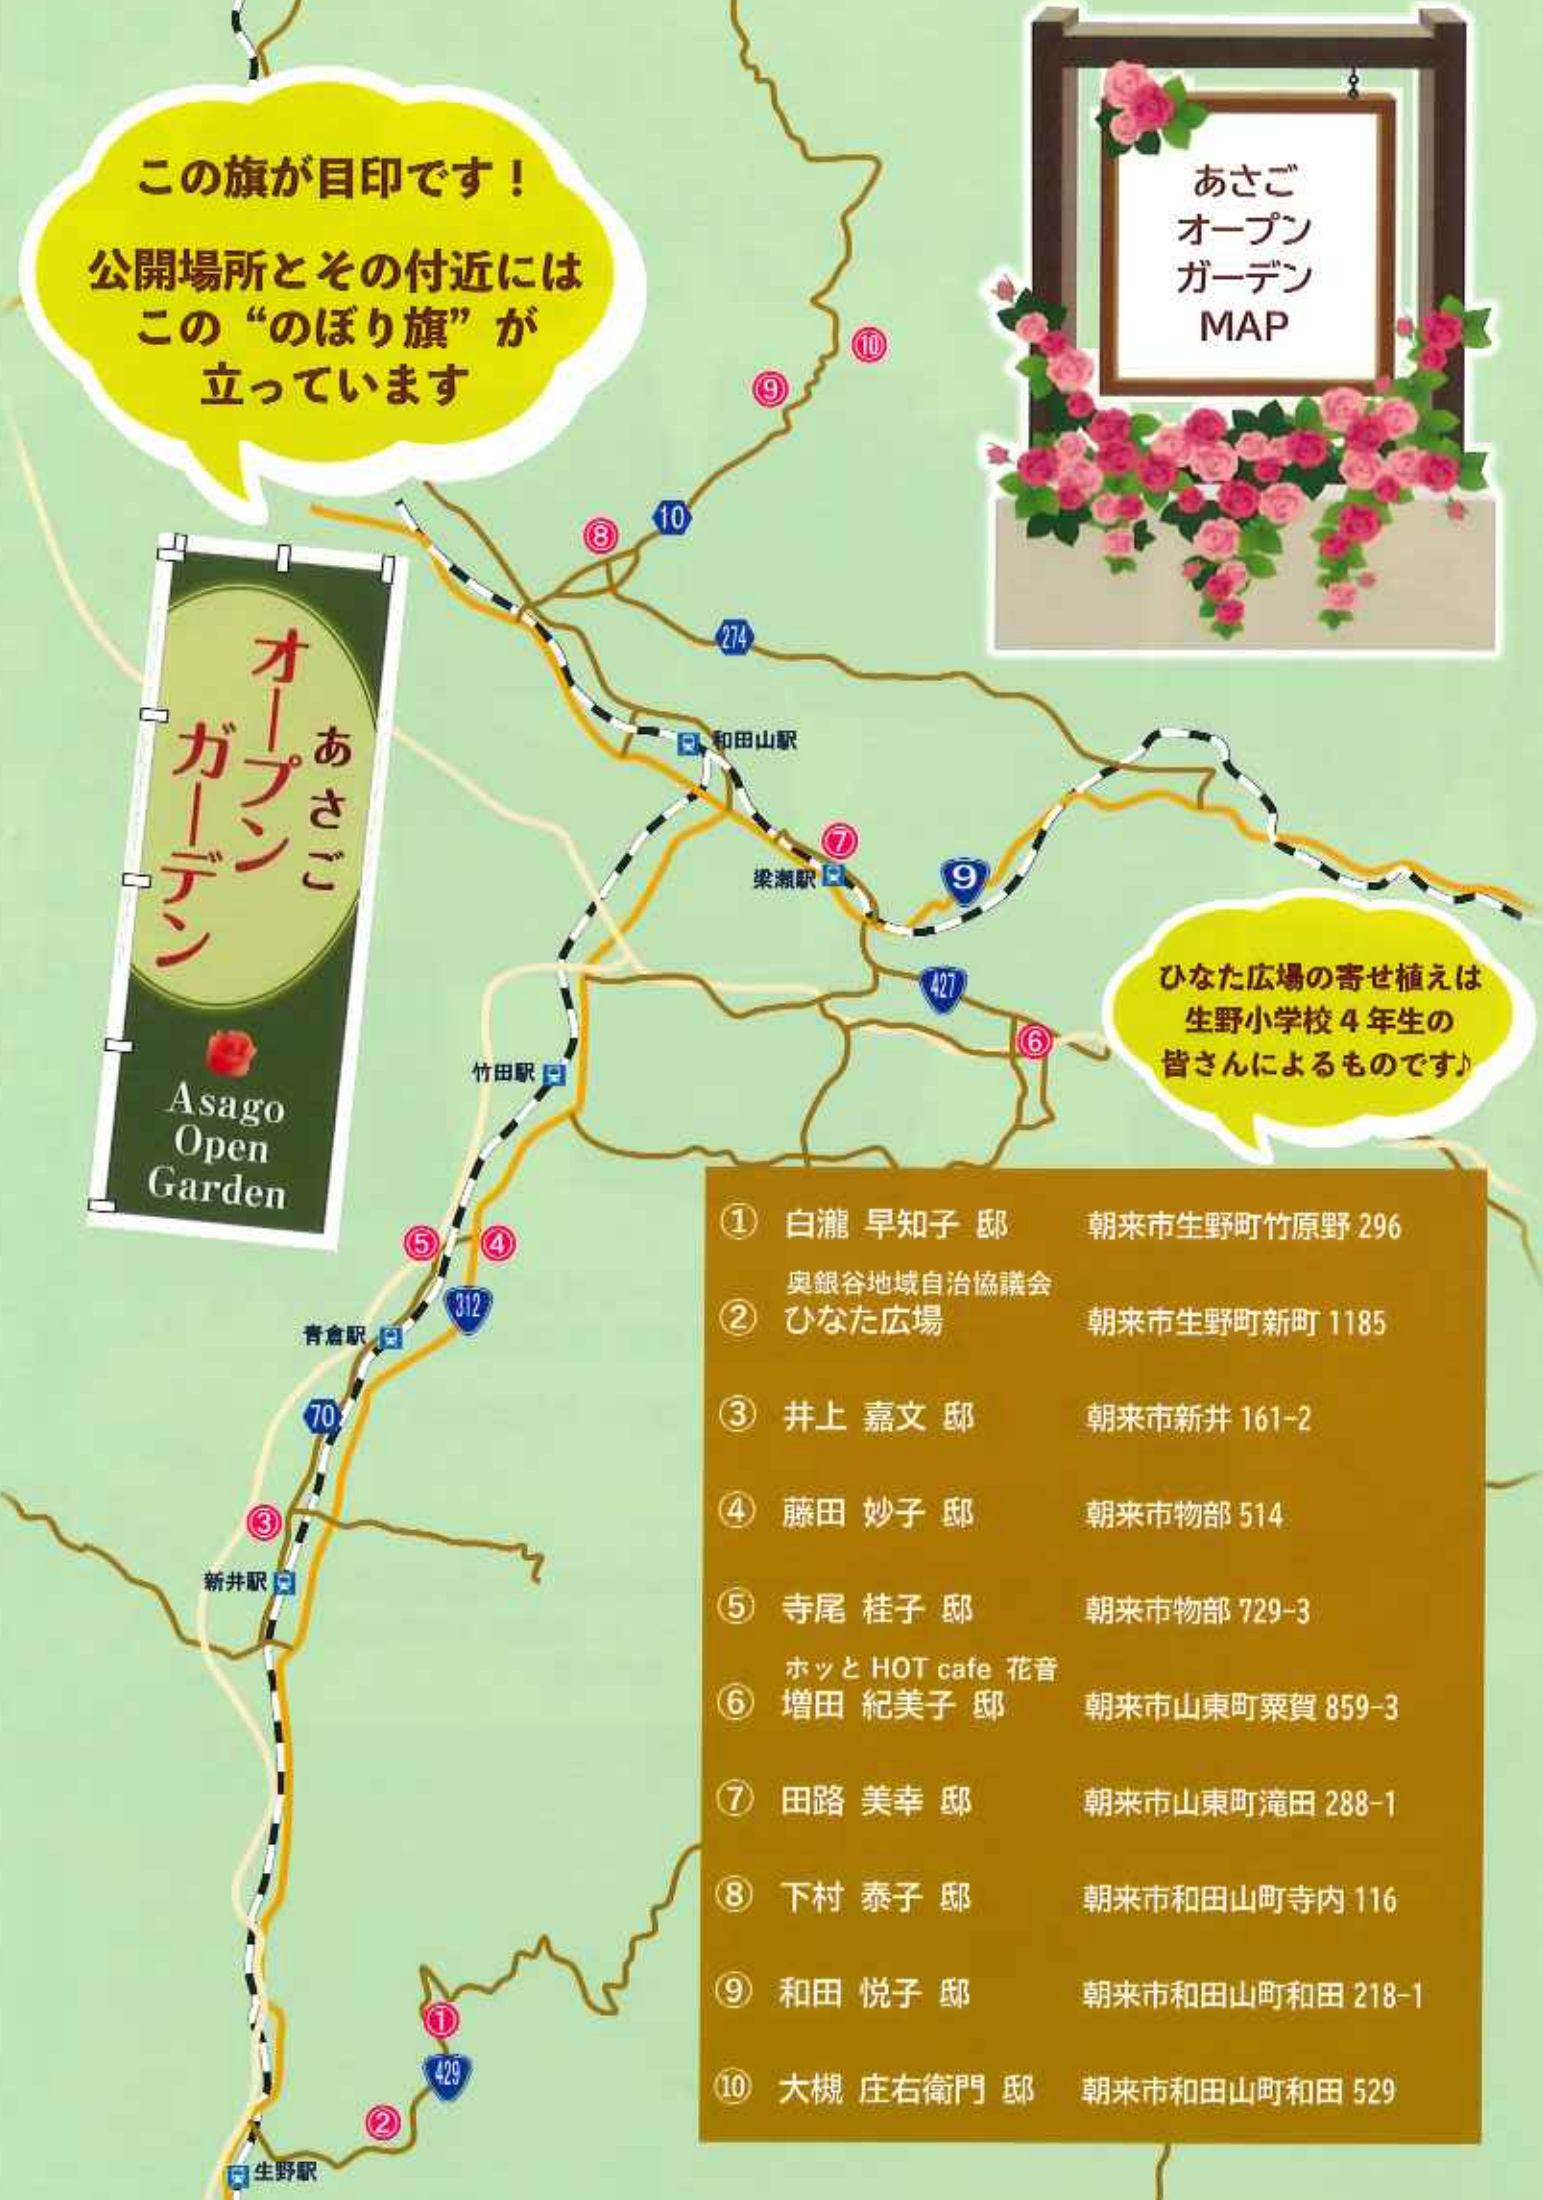 この旗が目印です！
公開場所とその付近には
この“のぼり旗”が
立っています
あさご
オープン
ガーデン
MAP
⑩
⑨
10
⑧
274
あさご
オープン
ガーデン
Asago
Open
Garden
和田山駅
⑦
梁瀬駅
9
427
⑥
ひなた広場の寄せ植えは
生野小学校4年生の
皆さんによるものです♪
竹田駅
⑤
④
312
青倉駅
70
③
新井駅
① 白瀧 早知子 邸 朝来市生野町竹原野 296
奥銀谷地域自治協議会
② ひなた広場 朝来市生野町新町 1185
③ 井上 嘉文 邸 朝来市新井 161-2
④ 藤田 妙子 邸 朝来市物部 514
⑤ 寺尾 桂子 邸 朝来市物部 729-3
ホッと HOT cafe 花音
⑥ 増田 紀美子 邸 朝来市山東町粟賀 859-3
⑦ 田路 美幸 邸 朝来市山東町滝田 288-1
⑧ 下村 泰子 邸 朝来市和田山町寺内 116
⑨ 和田 悦子 邸 朝来市和田山町和田 218-1
⑩ 大槻 庄右衛門 邸 朝来市和田山町和田 529
①
429
②
生野駅